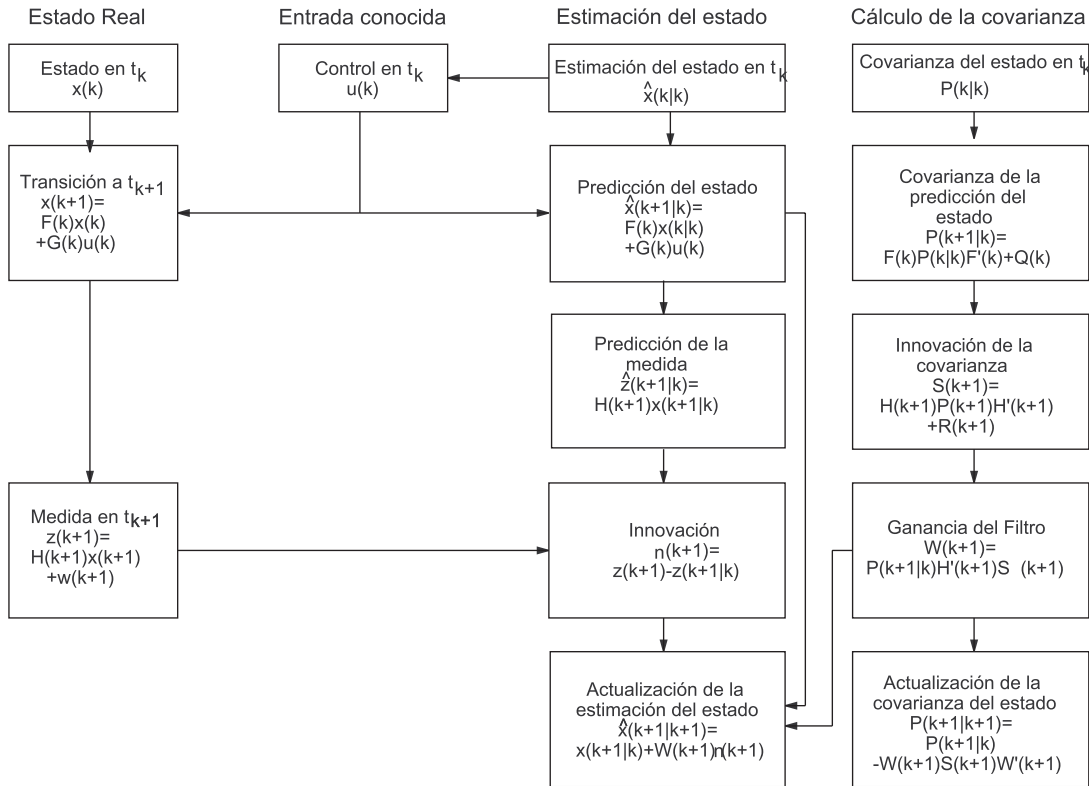 Estado Real
Entrada conocida
Estimación del estado
Cálculo de la covarianza
Estado en t_k
x(k)
Control en t_k
u(k)
Estimación del estado en t_k
x̂(k|k)
Covarianza del estado en t_k
P(k|k)
Transición a t_k+1
x(k+1)=
F(k)x(k)
+G(k)u(k)
Predicción del estado
x̂(k+1|k)=
F(k)x(k|k)
+G(k)u(k)
Covarianza de la
predicción del
estado
P(k+1|k)=
F(k)P(k|k)F'(k)+Q(k)
Predicción de la
medida
ẑ(k+1|k)=
H(k+1)x(k+1|k)
Innovación de la
covarianza
S(k+1)=
H(k+1)P(k+1)H'(k+1)
+R(k+1)
Medida en t_k+1
z(k+1)=
H(k+1)x(k+1)
+w(k+1)
Innovación
n(k+1)=
z(k+1)-z(k+1|k)
Ganancia del Filtro
W(k+1)=
P(k+1|k)H'(k+1)S (k+1)
Actualización de la
estimación del estado
x̂(k+1|k+1)=
x(k+1|k)+W(k+1)n(k+1)
Actualización de la
covarianza del estado
P(k+1|k+1)=
P(k+1|k)
-W(k+1)S(k+1)W'(k+1)